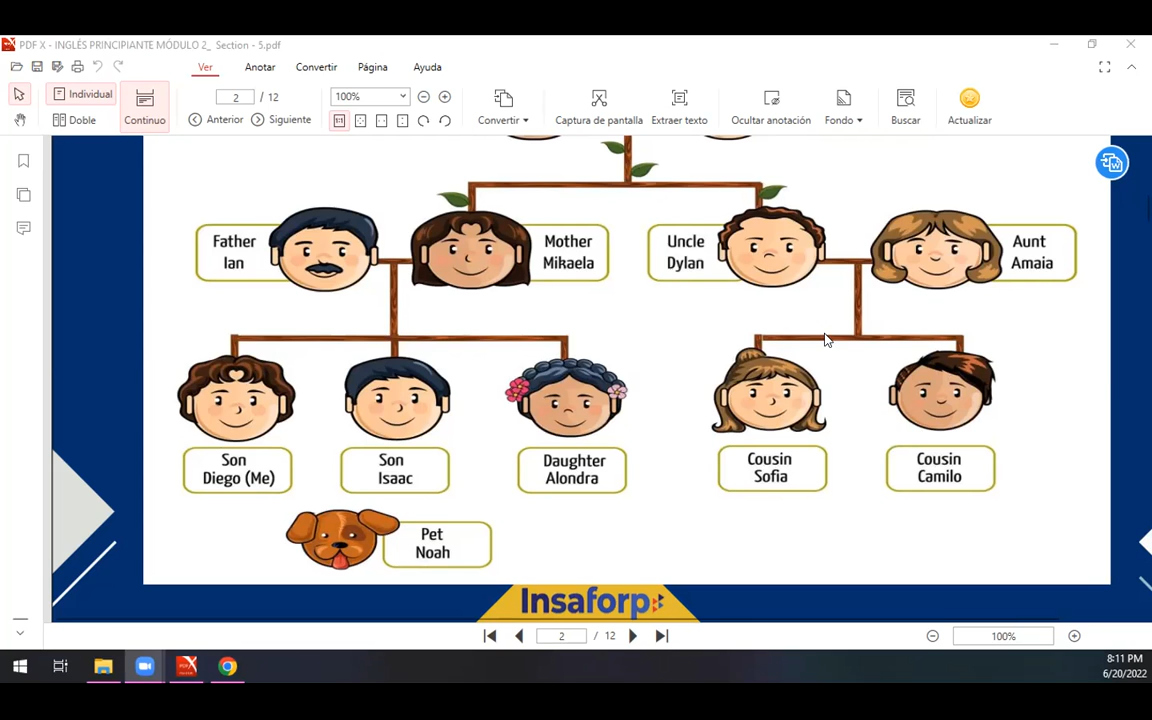 PDF X - INGLÉS PRINCIPIANTE MÓDULO 2_ Section - 5.pdf
Ver Anotar Convertir Página Ayuda
Individual
Doble
Continuo
2 / 12
Anterior Siguiente
100%
Convertir
Captura de pantalla
Extraer texto
Ocultar anotación
Fondo
Buscar
Actualizar
Father
Ian
Mother
Mikaela
Uncle
Dylan
Aunt
Amaia
Son
Diego (Me)
Son
Isaac
Daughter
Alondra
Cousin
Sofia
Cousin
Camilo
Pet
Noah
Insaforp
2 / 12
100%
8:11 PM
6/20/2022